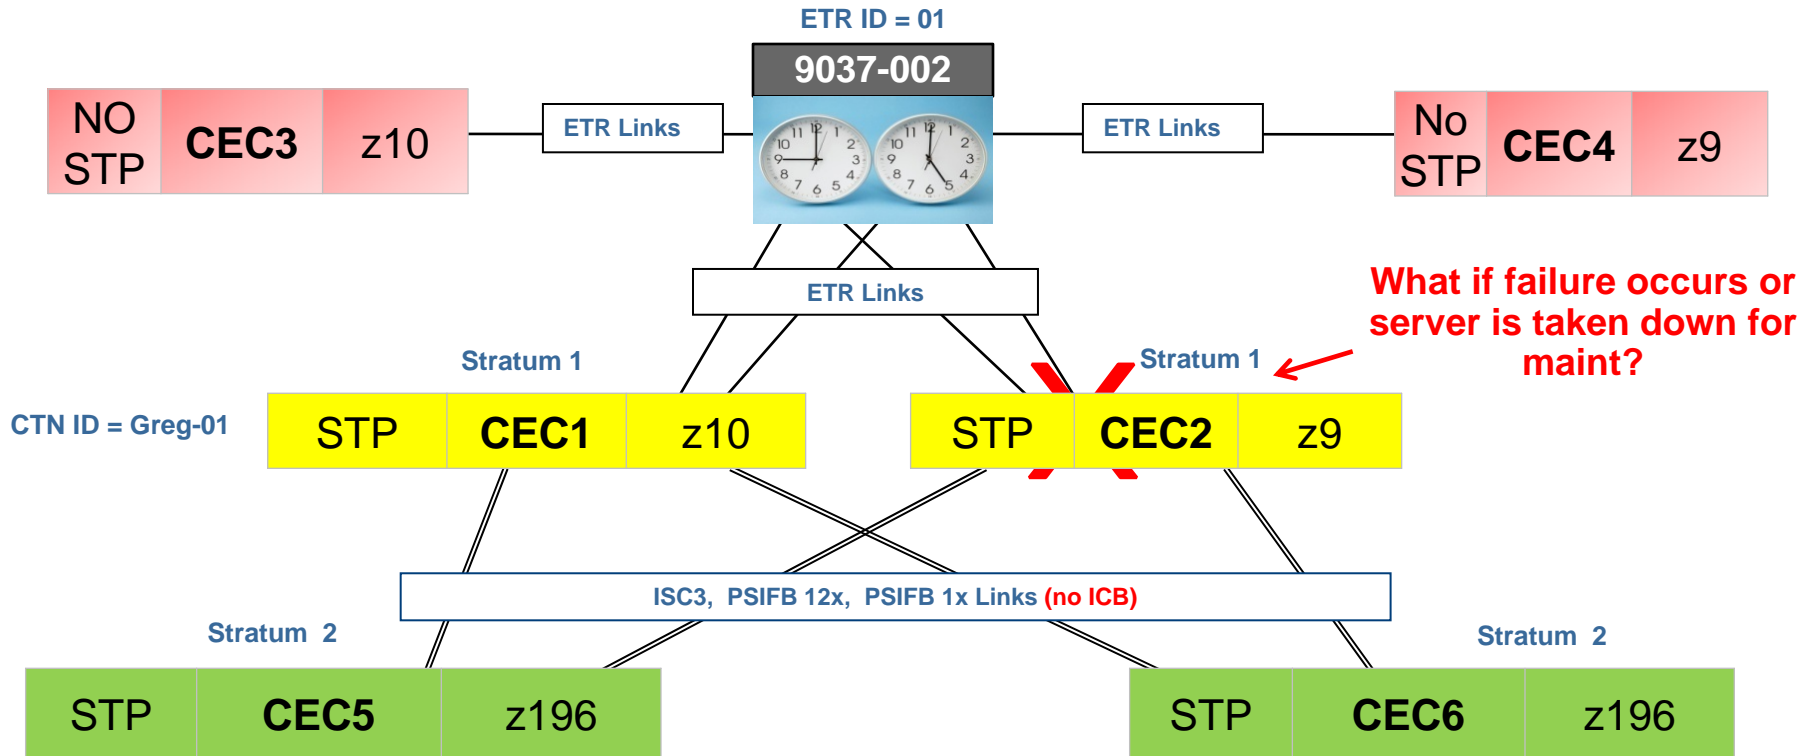 ETR ID = 01
9037-002
NO
STP
CEC3
z10
ETR Links
ETR Links
No
STP
CEC4
z9
ETR Links
What if failure occurs or
server is taken down for
maint?
Stratum 1
Stratum 1
CTN ID = Greg-01
STP
CEC1
z10
STP
CEC2
z9
ISC3, PSIFB 12x, PSIFB 1x Links (no ICB)
Stratum 2
Stratum 2
STP
CEC5
z196
STP
CEC6
z196